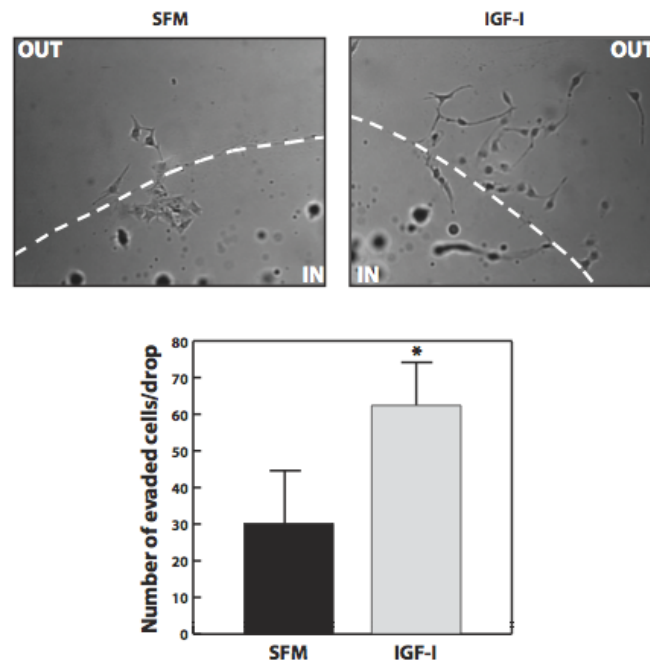 SFM
IGF-I
OUT
OUT
IN
IN
Number of evaded cells/drop
80
70
60
50
40
30
20
10
0
*
SFM
IGF-I